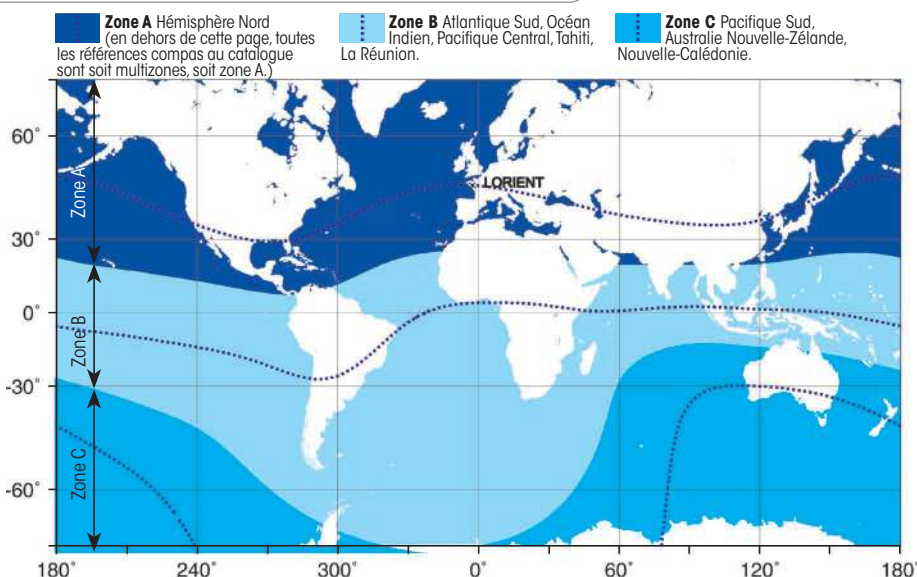 Zone A Hémisphère Nord
(en dehors de cette page, toutes
les références compas au catalogue
sont soit multizones, soit zone A.)
Zone B Atlantique Sud, Océan
Indien, Pacifique Central, Tahiti,
La Réunion.
Zone C Pacifique Sud,
Australie Nouvelle-Zélande,
Nouvelle-Calédonie.
60°
30°
0°
-30°
-60°
Zone A
Zone B
Zone C
LORIENT
180°
240°
300°
0°
60°
120°
180°